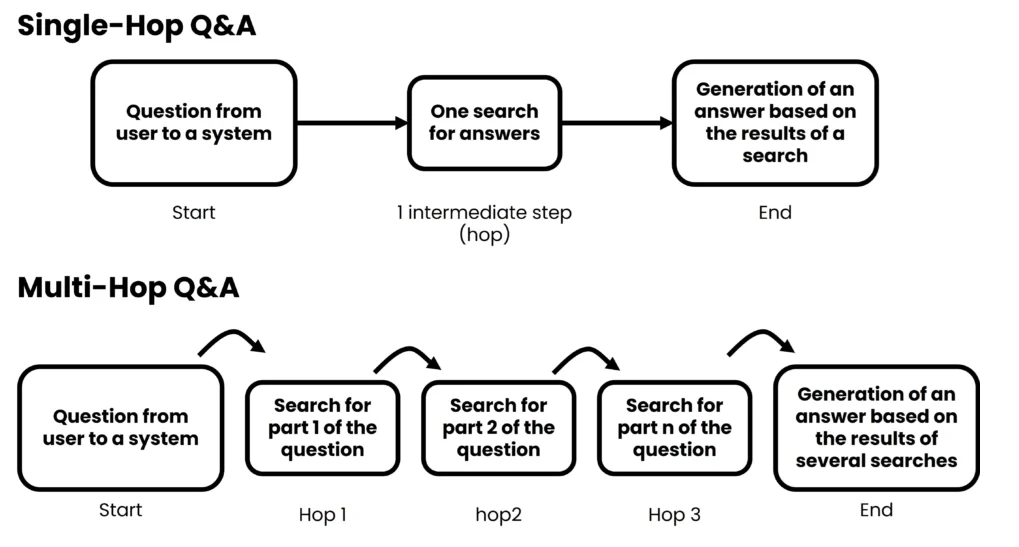 Single-Hop Q&A
Question from
user to a system
One search
for answers
Generation of an
answer based on
the results of a
search
Start
1 intermediate step
(hop)
End
Multi-Hop Q&A
Question from
user to a system
Search for
part 1 of the
question
Search for
part 2 of the
question
Search for
part n of the
question
Generation of an
answer based on
the results of
several searches
Start
Hop 1
hop2
Hop 3
End